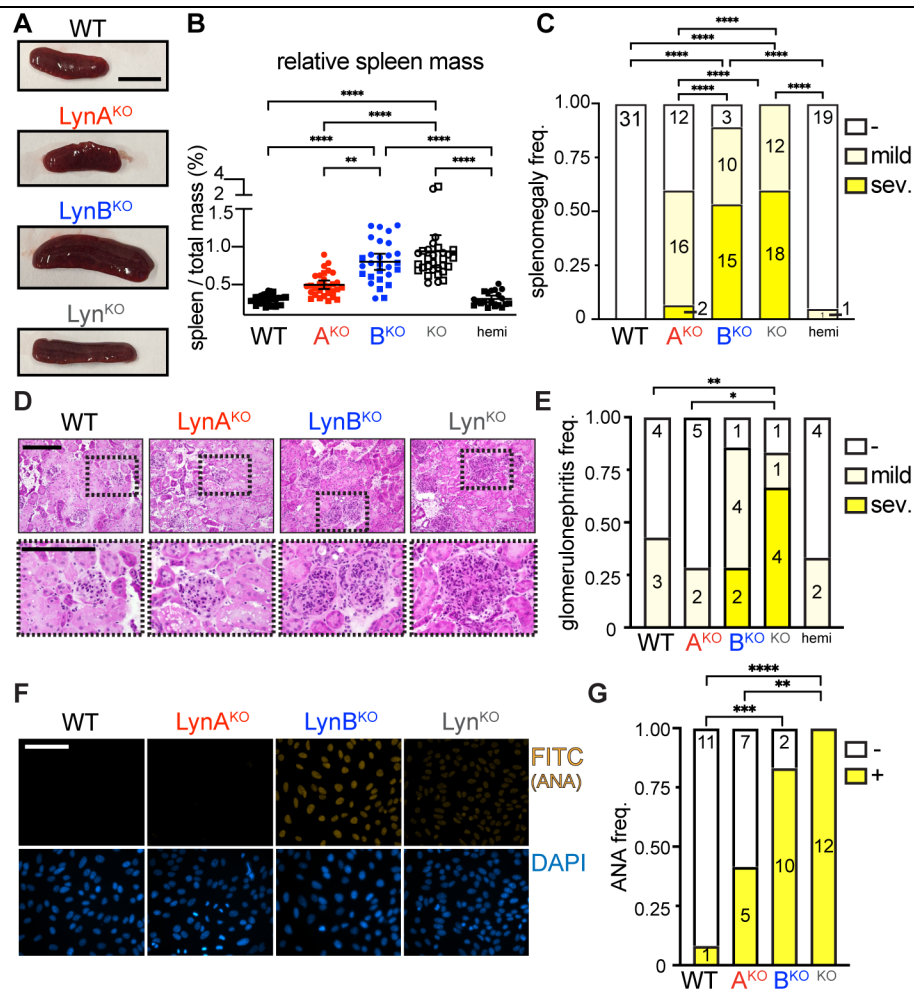 A
WT
LynA^KO
LynB^KO
Lyn^KO
B
relative spleen mass
****
****
****
****
**
****
spleen / total mass (%)
4
2
1.5
1.0
0.5
WT
A^KO
B^KO
KO
hemi
C
****
****
****
****
****
****
****
splenomegaly freq.
1.00
0.75
0.50
0.25
0
31
12
3
12
19
16
10
15
18
2
1
1
-
mild
sev.
WT
A^KO
B^KO
KO
hemi
D
WT
LynA^KO
LynB^KO
Lyn^KO
E
**
*
glomerulonephritis freq.
1.00
0.75
0.50
0.25
0
4
5
1
1
4
3
2
4
2
1
4
2
-
mild
sev.
WT
A^KO
B^KO
KO
hemi
F
WT
LynA^KO
LynB^KO
Lyn^KO
FITC
(ANA)
DAPI
G
****
**
***
ANA freq.
1.00
0.75
0.50
0.25
0
11
7
2
12
1
5
10
-
+
WT
A^KO
B^KO
KO